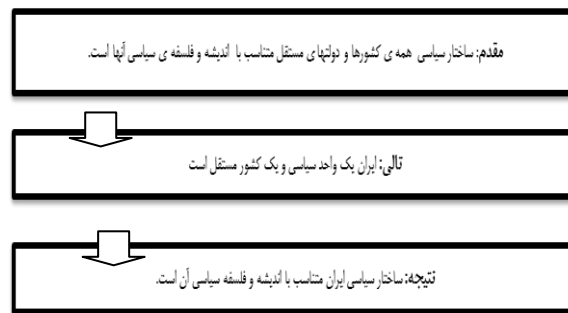 مقدم: ساختار سیاسی همه ی کشورها و دولتهای مستقل متناسب با اندیشه و فلسفه ی سیاسی آنها است.
تالی: ایران یک واحد سیاسی و یک کشور مستقل است
نتیجه: ساختار سیاسی ایران متناسب با اندیشه و فلسفه سیاسی آن است.